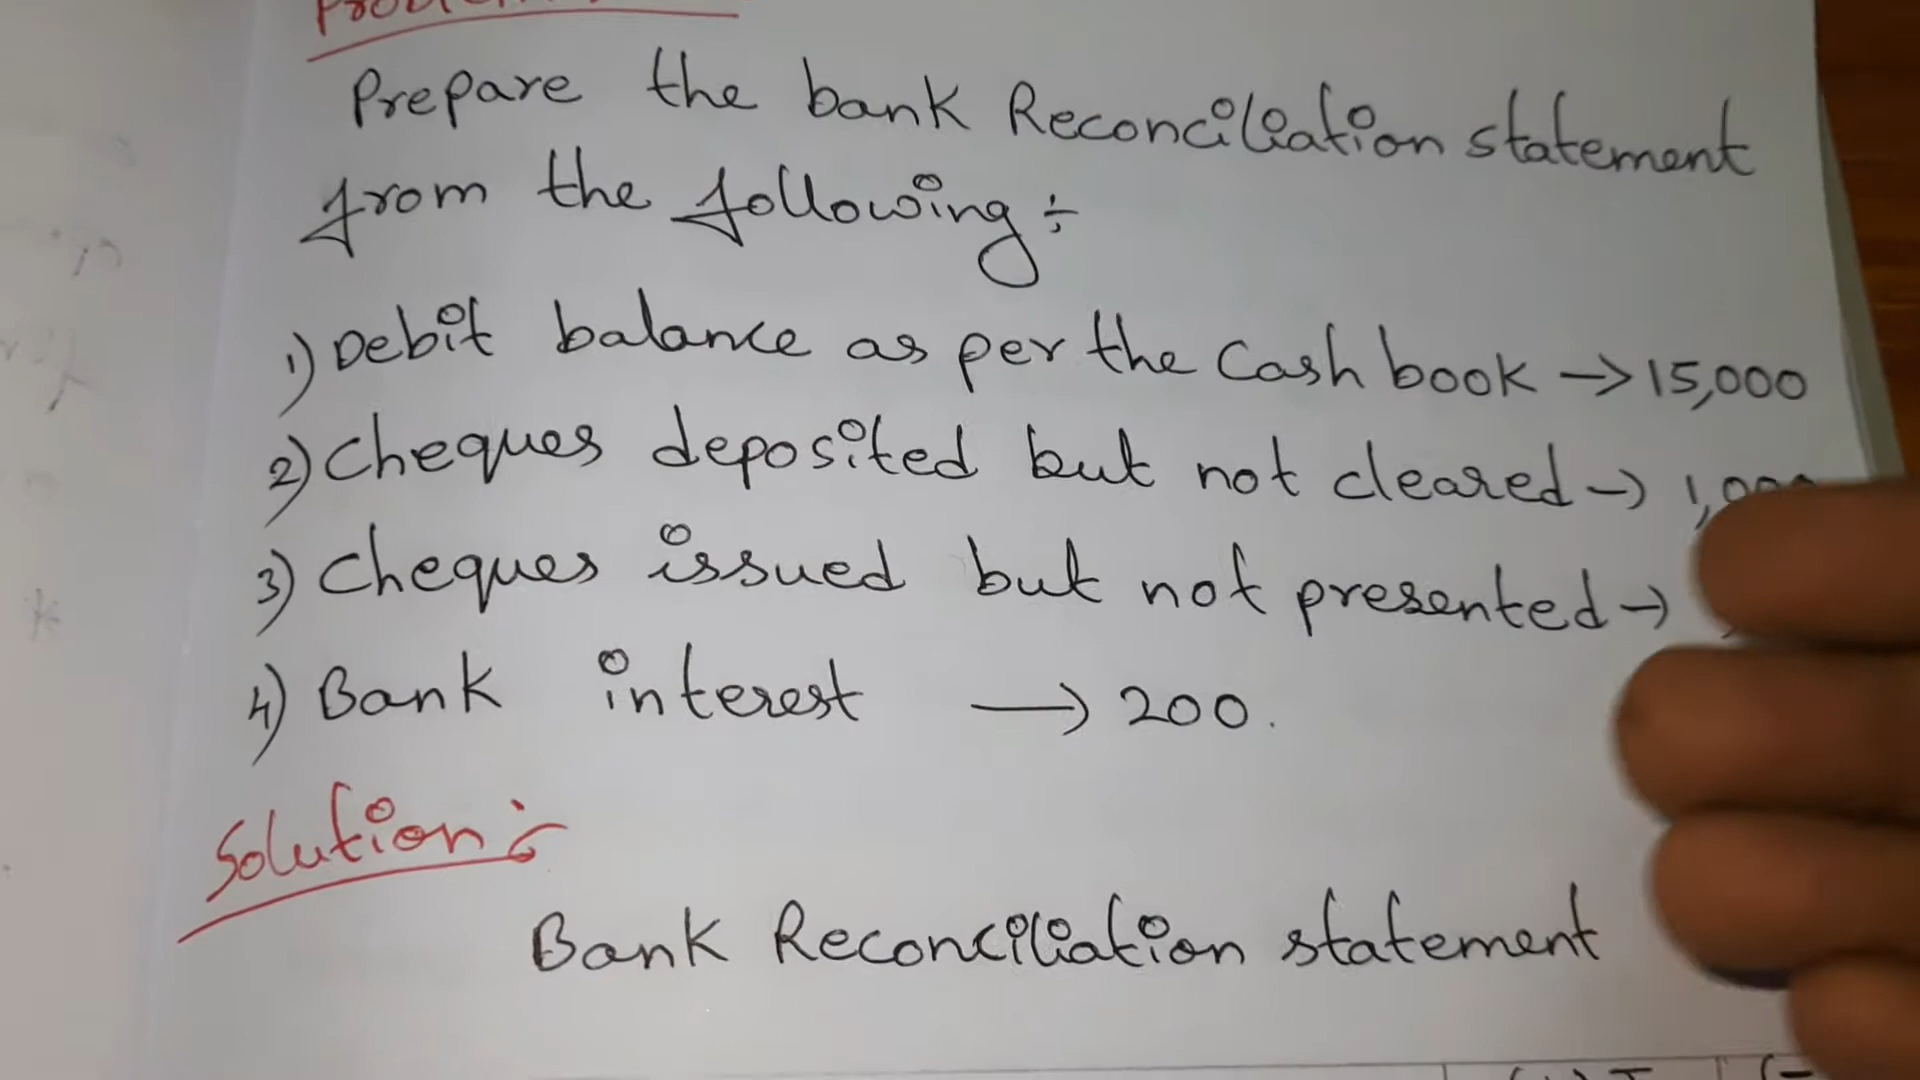 Prepare the bank Reconciliation statement
from the following:
1) Debit balance as per the Cash book → 15,000
2) Cheques deposited but not cleared →
3) Cheques issued but not presented →
4) Bank interest → 200.
Solution:
Bank Reconciliation statement